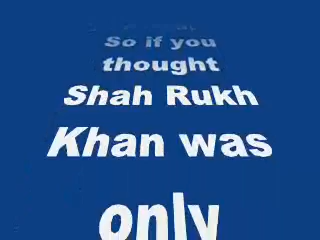 So if you
thought
Shah Rukh
Khan was
only